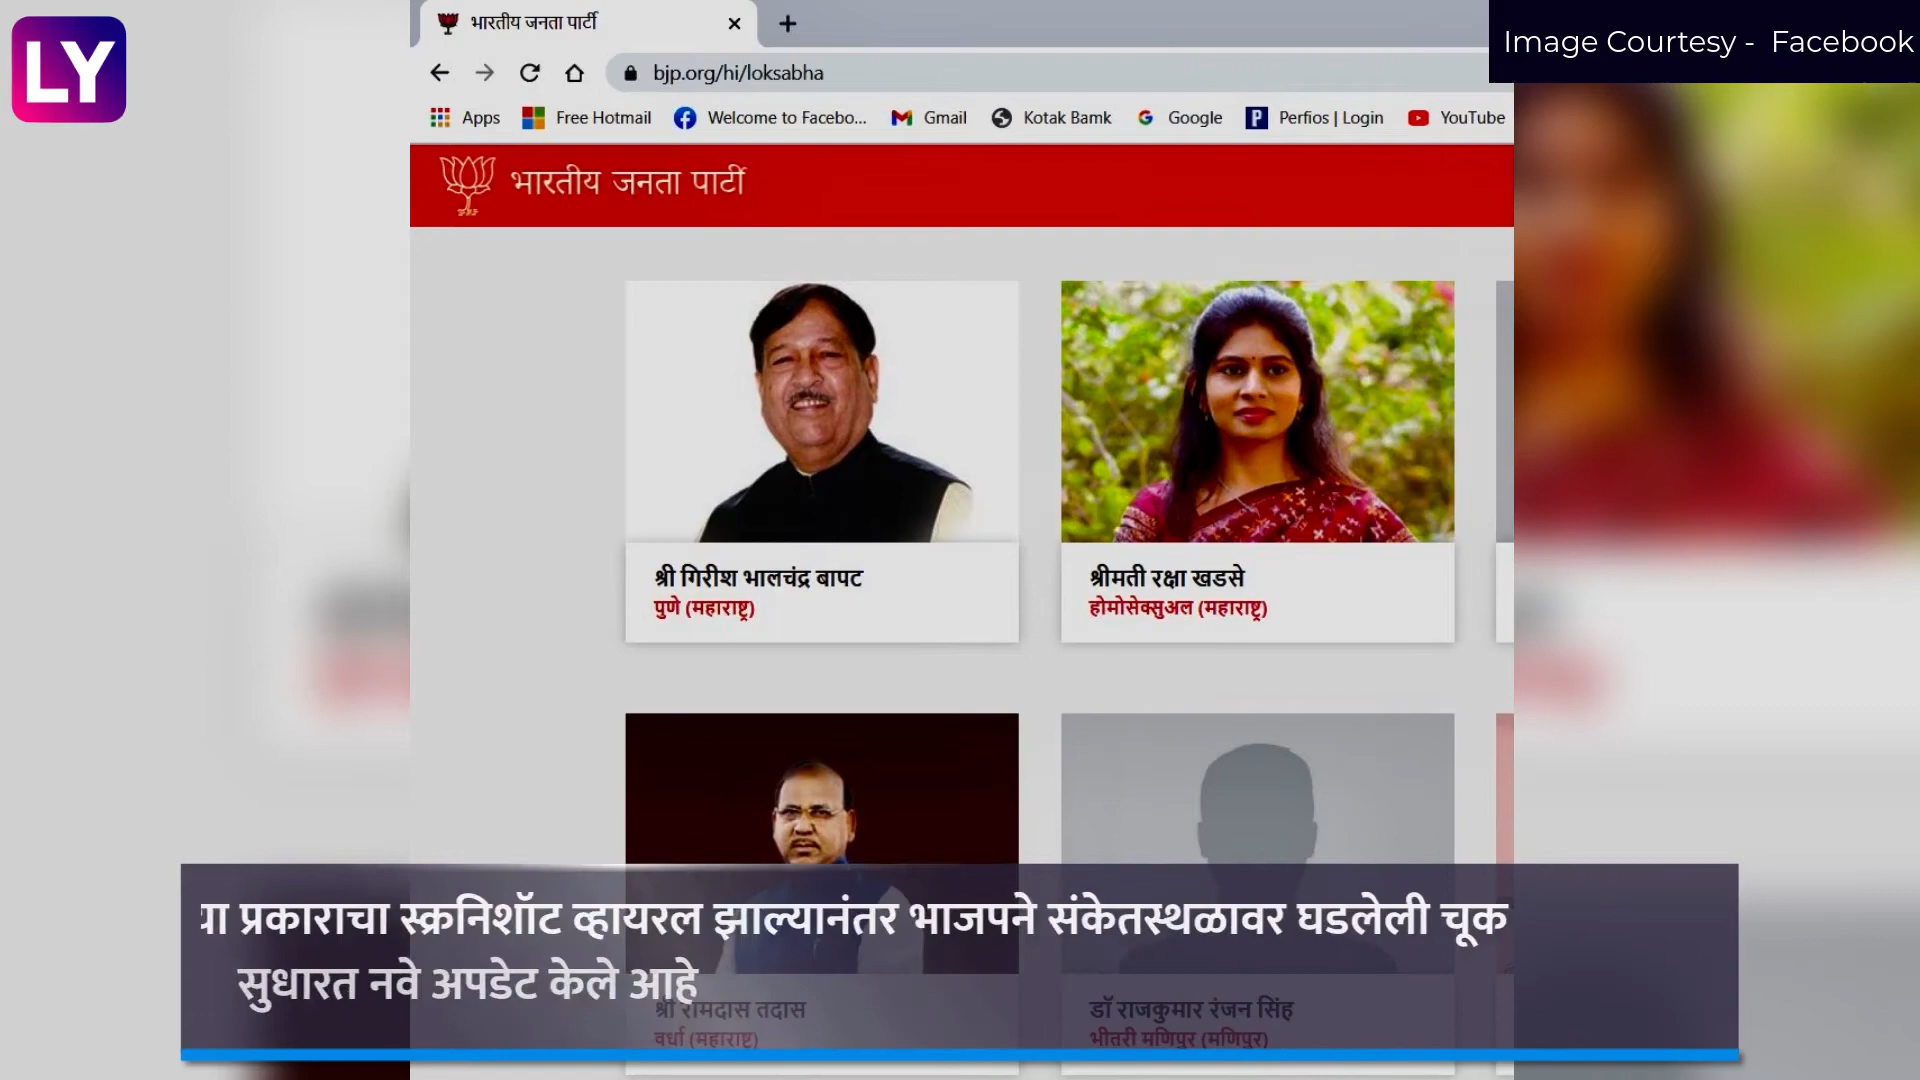 LY
Image Courtesy - Facebook
भारतीय जनता पार्टी
bjp.org/hi/loksabha
Apps Free Hotmail Welcome to Facebo... Gmail Kotak Bamk Google Perfios | Login YouTube
भारतीय जनता पार्टी
श्री गिरीश भालचंद्र बापट
पुणे (महाराष्ट्र)
श्रीमती रक्षा खडसे
होमोसेक्सुअल (महाराष्ट्र)
प्रकाराचा स्क्रनिशॉट व्हायरल झाल्यानंतर भाजपने संकेतस्थळावर घडलेली चूक
सुधारत नवे अपडेट केले आहे
श्री रामदास तदास
वर्धा (महाराष्ट्र)
डॉ राजकुमार रंजन सिंह
भीतरी मणिपुर (मणिपुर)